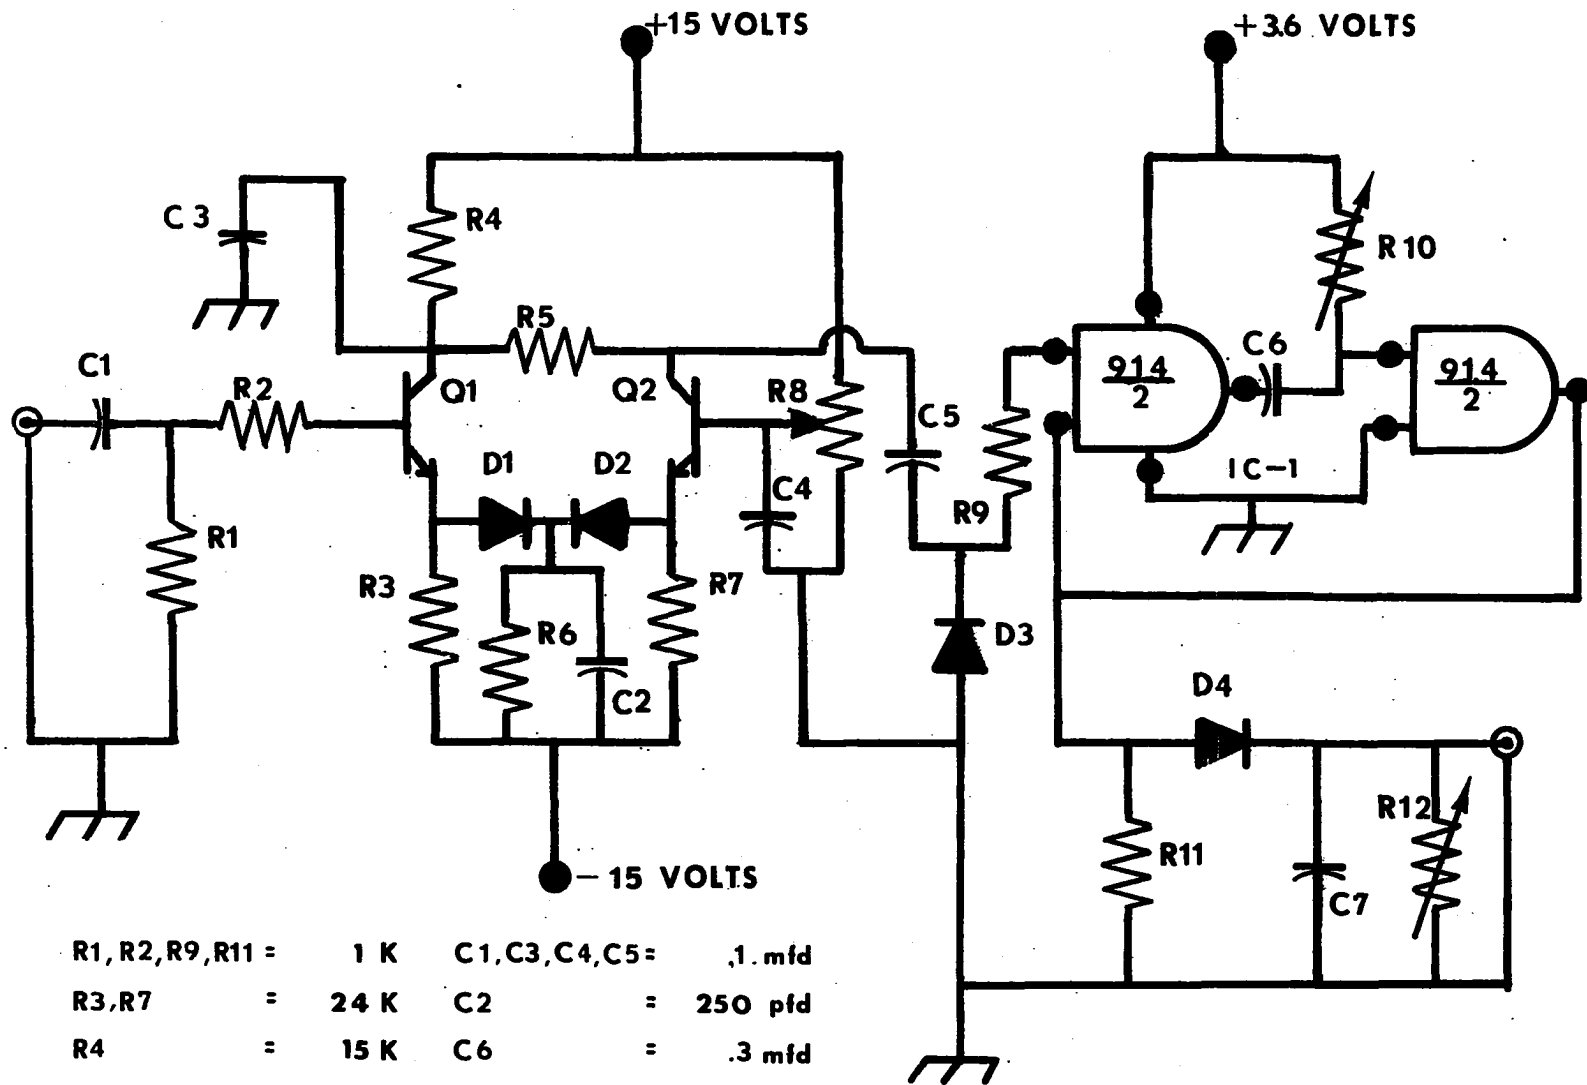 +15 VOLTS
+3.6 VOLTS
C3
R4
R10
R5
C6
C1
R2
Q1
Q2
R8
914
2
914
2
C5
D1
D2
C4
IC-1
R9
R1
R3
R7
R6
D3
C2
D4
R12
R11
C7
- 15 VOLTS
R1, R2, R9, R11 = 1 K C1, C3, C4, C5 = .1. mfd
R3, R7 = 24 K C2 = 250 pfd
R4 = 15 K C6 = .3 mfd